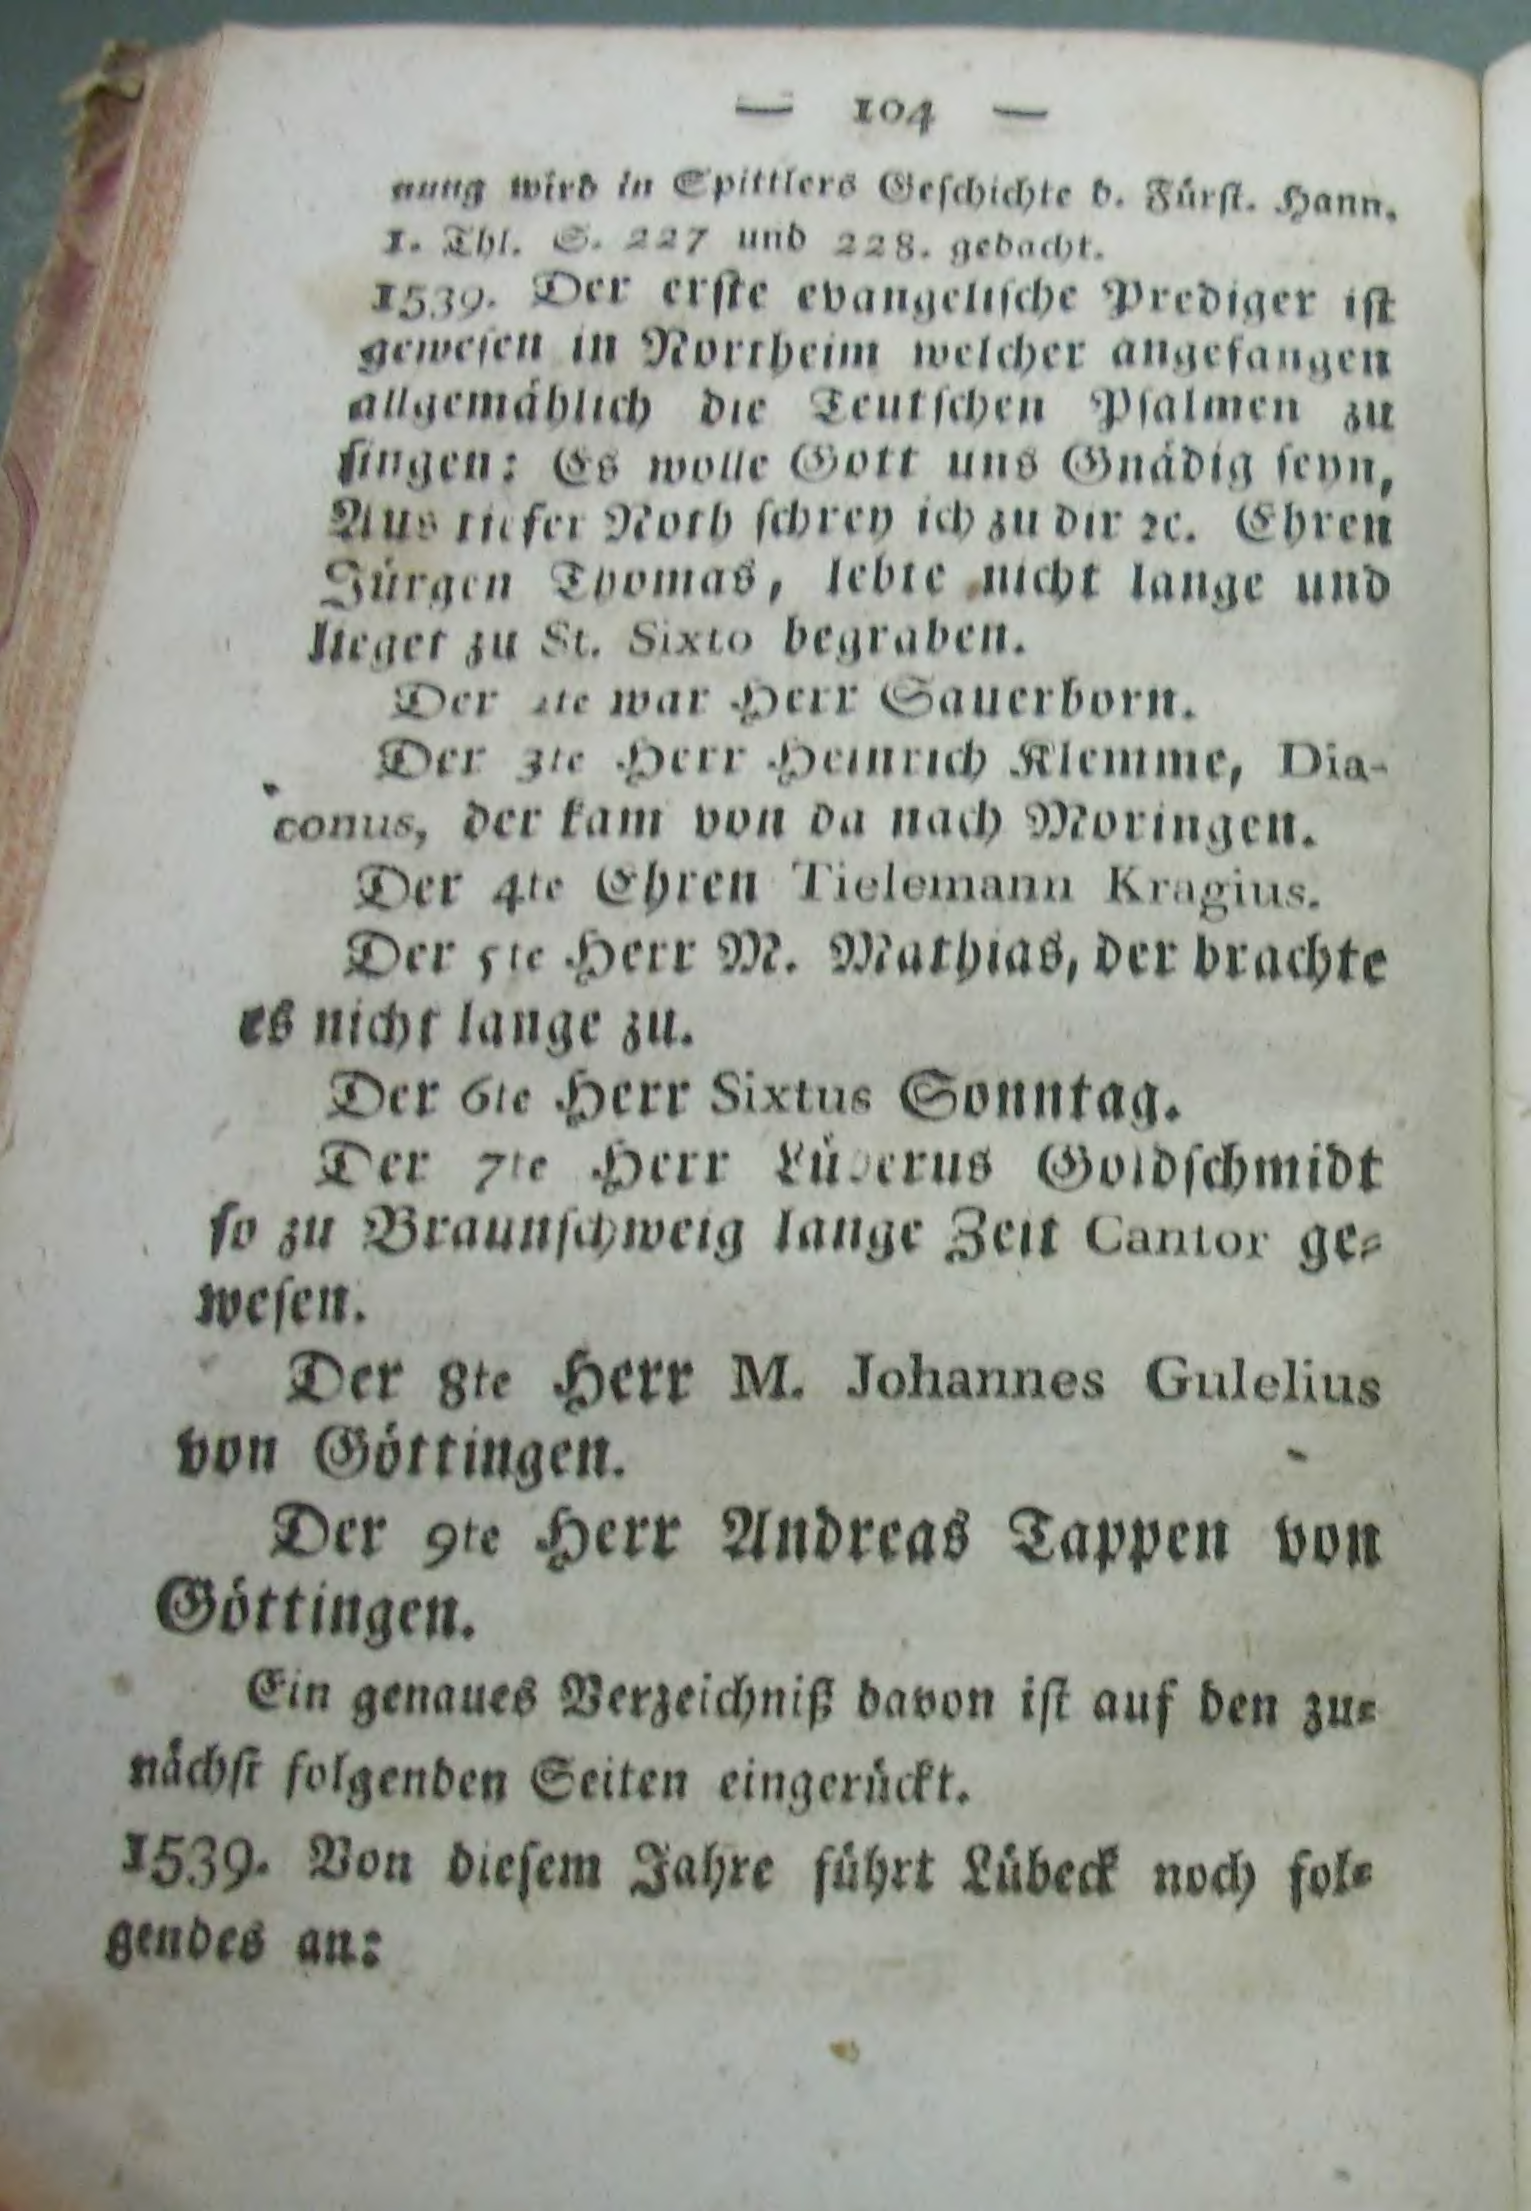 — 104 —
nung wird in Spittlers Geſchichte d. Fürſt. Hann.
1. Thl. S. 227 und 228. gedacht.
1539. Der erſte evangeliſche Prediger iſt
geweſen in Northeim welcher angefangen
allgemählich die Teutſchen Pſalmen zu
ſingen: Es wolle Gott uns Gnädig ſeyn,
Aus tiefer Noth ſchrey ich zu dir ꝛc. Ehren
Jürgen Thomas, lebte nicht lange und
lieget zu St. Sixto begraben.
Der 2te war Herr Sauerborn.
Der 3te Herr Heinrich Klemme, Dia-
conus, der kam von da nach Moringen.
Der 4te Ehren Tielemann Kragius.
Der 5te Herr M. Mathias, der brachte
es nicht lange zu.
Der 6te Herr Sixtus Sonntag.
Der 7te Herr Goldſchmidt
ſo zu Braunſchweig lange Zeit Cantor ge-
weſen.
Der 8te Herr M. Johannes Gulelius
von Göttingen.
Der 9te Herr Andreas Tappen von
Göttingen.
Ein genaues Verzeichniß davon iſt auf den zu-
nächſt folgenden Seiten eingerückt.
1539. Von dieſem Jahre führt Lübeck noch fol-
gendes an: